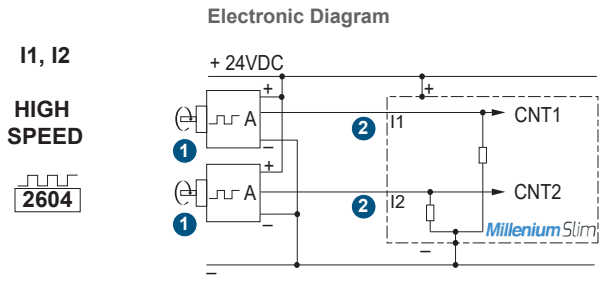 Electronic Diagram
I1, I2
HIGH
SPEED
2604
+ 24VDC
+
A
–
1
2
I1
+
CNT1
+
A
–
1
2
I2
CNT2
Millenium Slim
–
–